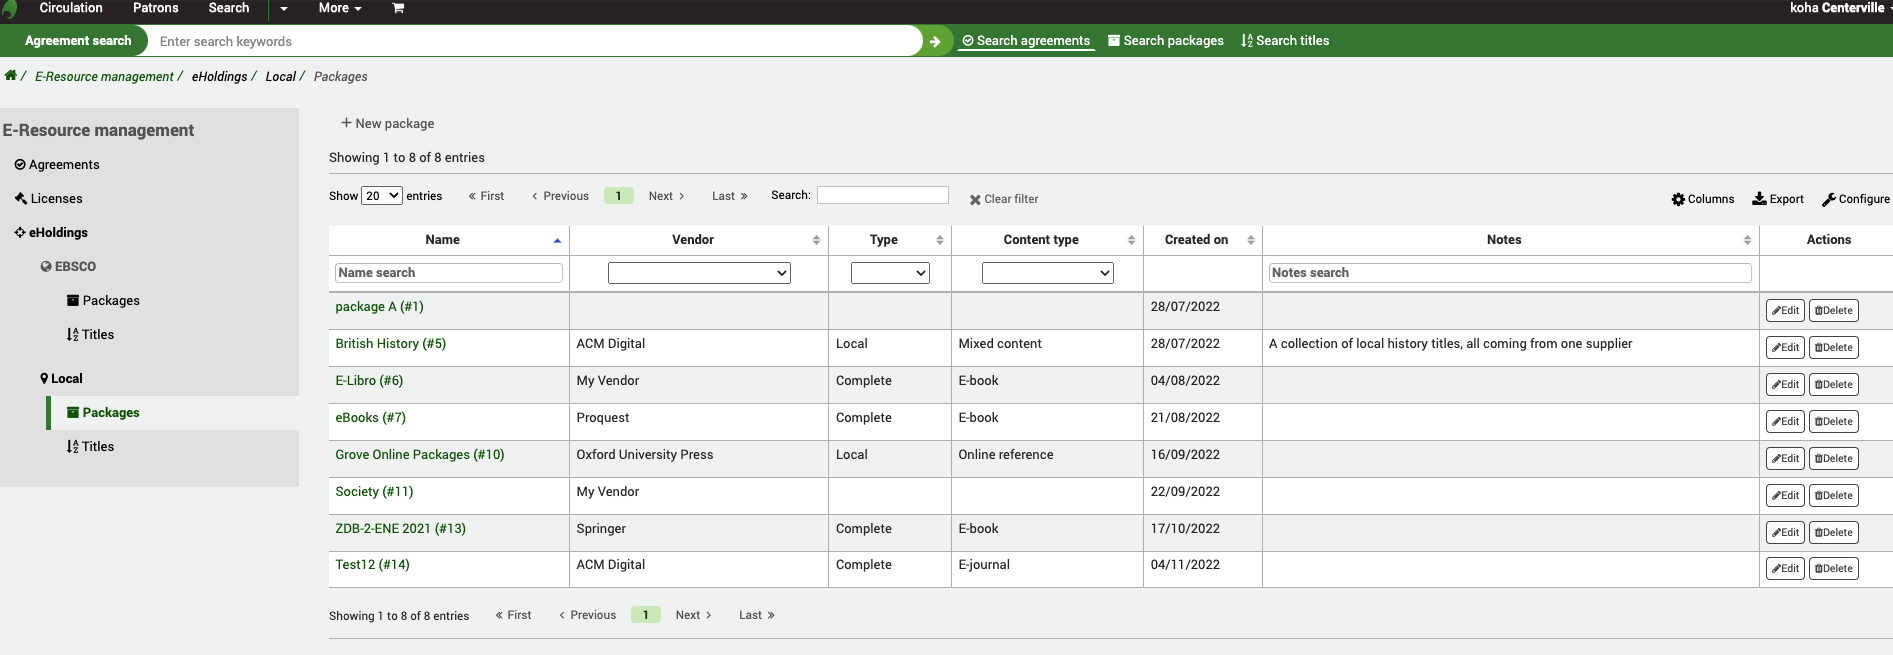 Circulation Patrons Search More koha Centerville
Agreement search Enter search keywords Search agreements Search packages Search titles
/ E-Resource management / eHoldings / Local / Packages
E-Resource management
Agreements
Licenses
eHoldings
EBSCO
Packages
Titles
Local
Packages
Titles
+ New package
Showing 1 to 8 of 8 entries
Show 20 entries « First ‹ Previous 1 Next › Last » Search: Clear filter Columns Export Configure
Name Vendor Type Content type Created on Notes Actions
Name search Notes search
package A (#1) 28/07/2022 Edit Delete
British History (#5) ACM Digital Local Mixed content 28/07/2022 A collection of local history titles, all coming from one supplier Edit Delete
E-Libro (#6) My Vendor Complete E-book 04/08/2022 Edit Delete
eBooks (#7) Proquest Complete E-book 21/08/2022 Edit Delete
Grove Online Packages (#10) Oxford University Press Local Online reference 16/09/2022 Edit Delete
Society (#11) My Vendor 22/09/2022 Edit Delete
ZDB-2-ENE 2021 (#13) Springer Complete E-book 17/10/2022 Edit Delete
Test12 (#14) ACM Digital Complete E-journal 04/11/2022 Edit Delete
Showing 1 to 8 of 8 entries « First ‹ Previous 1 Next › Last »